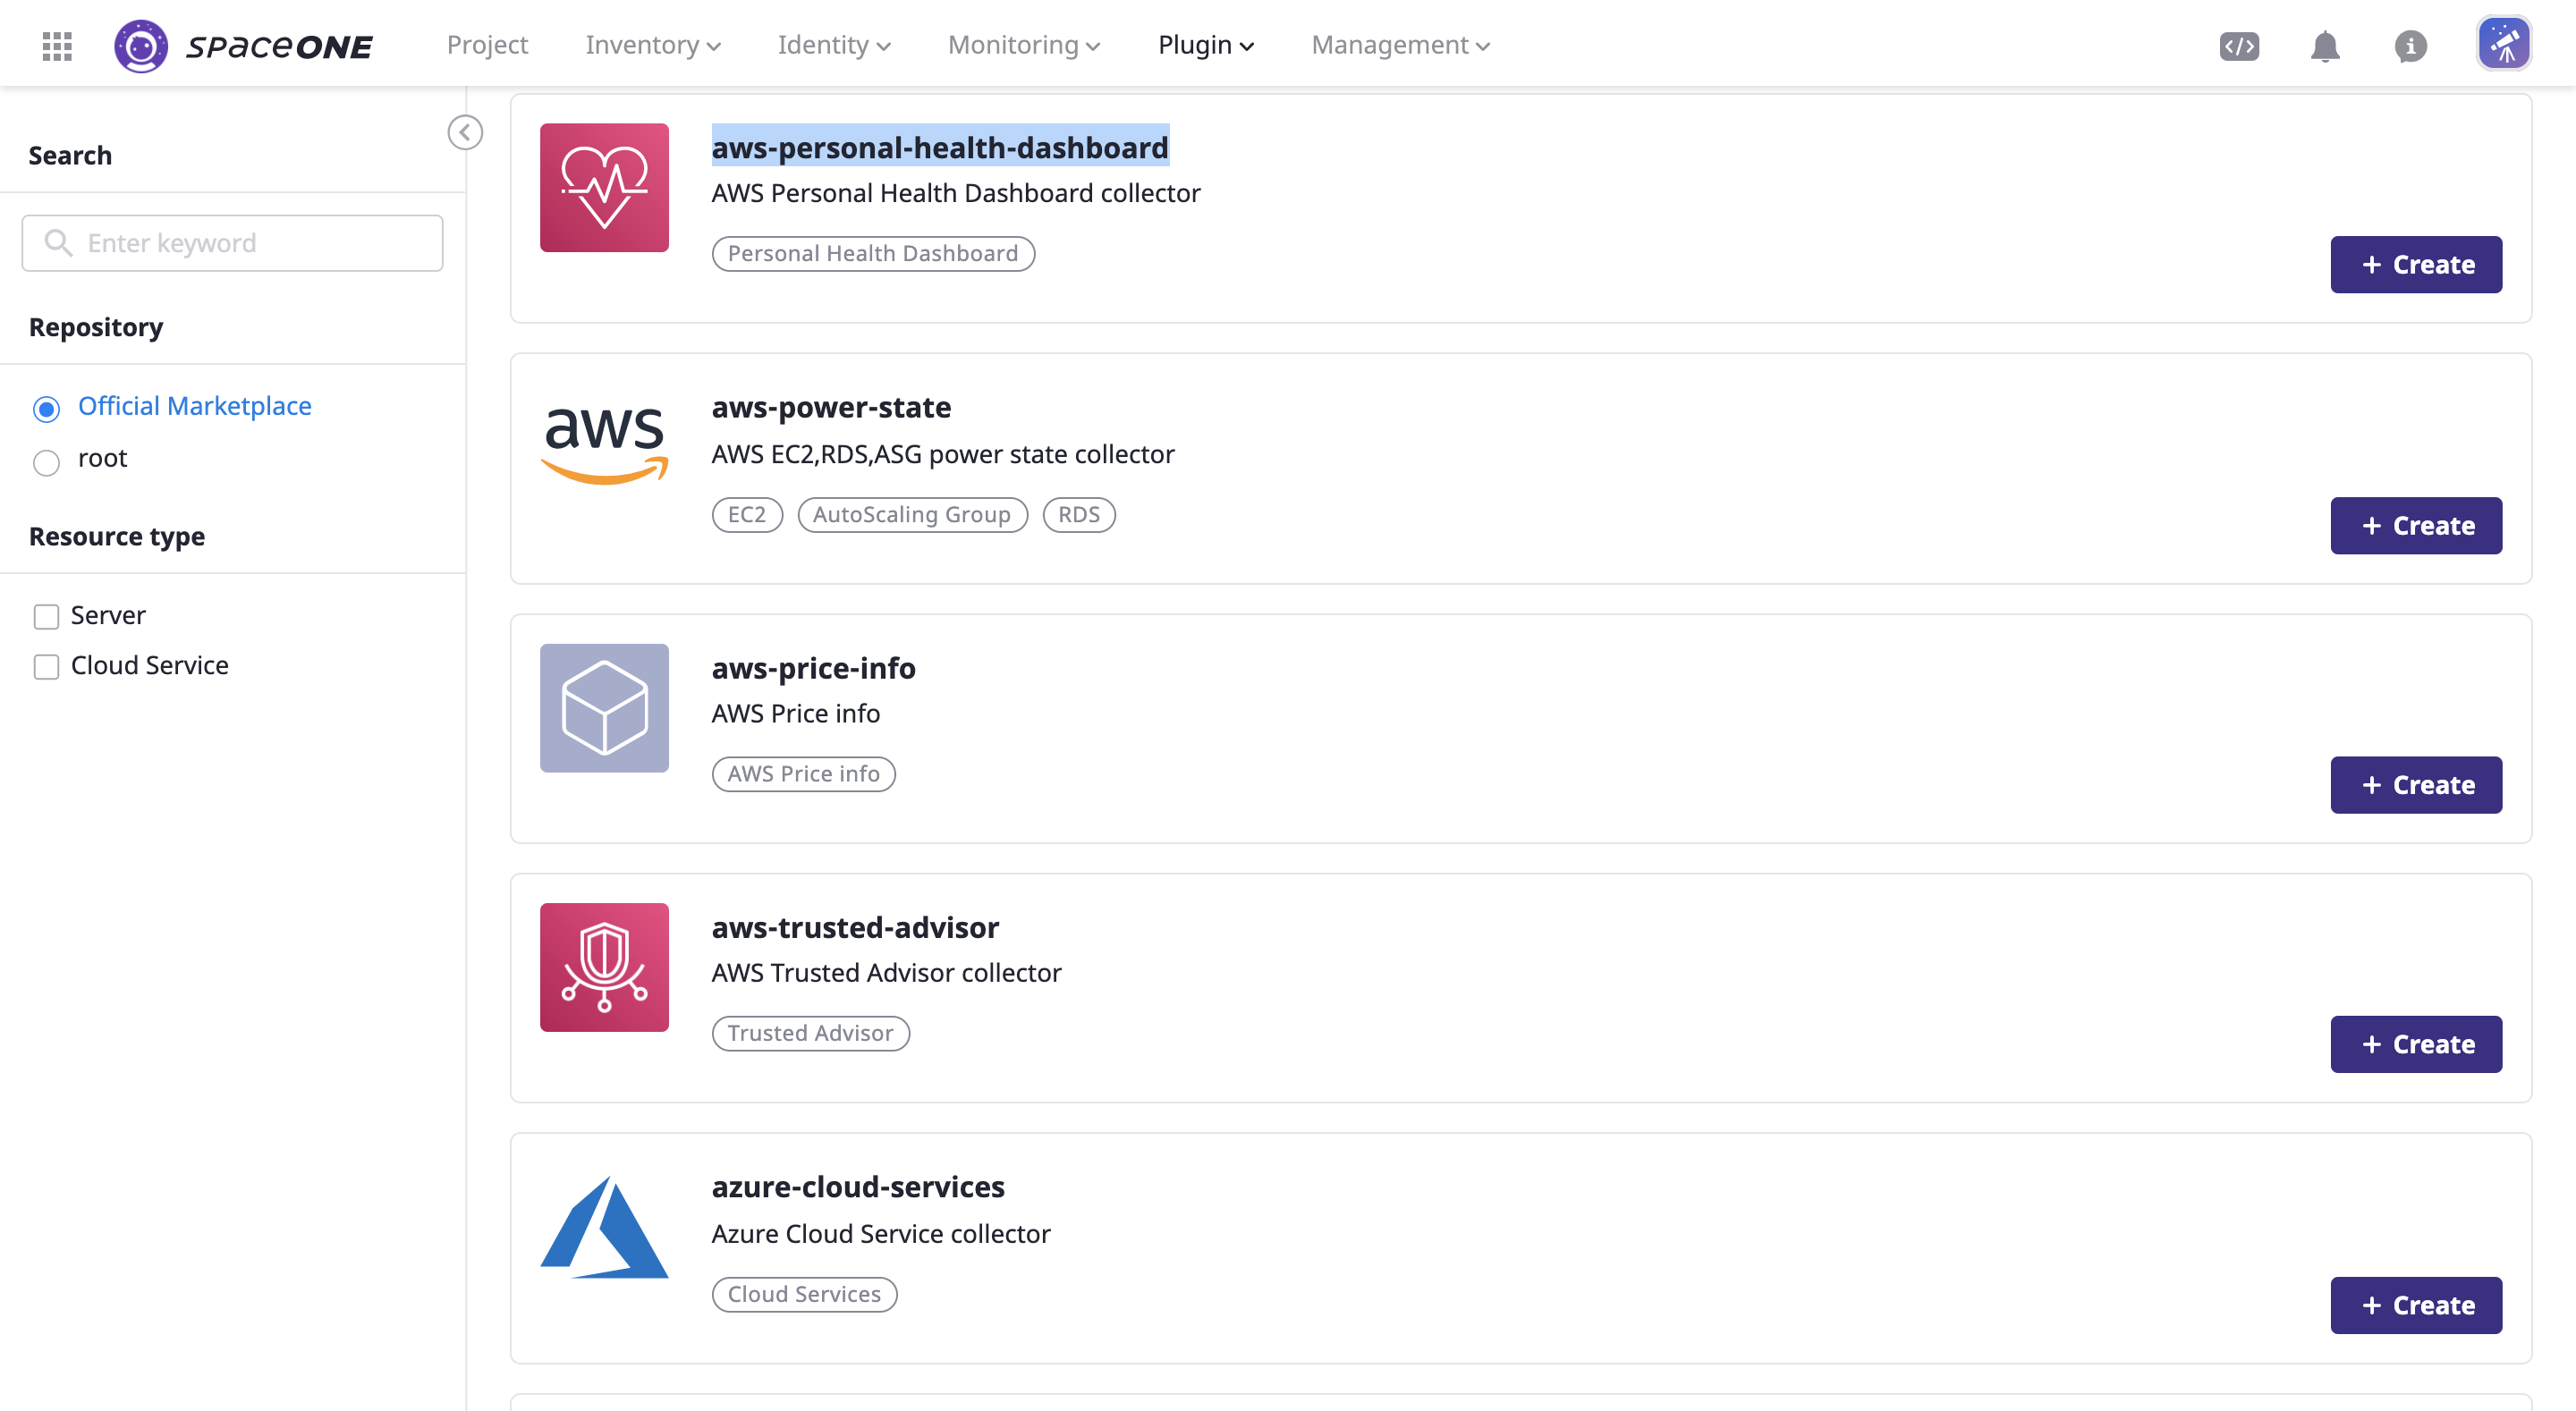 spaceONE
Project Inventory Identity Monitoring Plugin Management
Search
Enter keyword
Repository
Official Marketplace
root
Resource type
Server
Cloud Service
aws-personal-health-dashboard
AWS Personal Health Dashboard collector
Personal Health Dashboard
+ Create
aws
aws-power-state
AWS EC2,RDS,ASG power state collector
EC2 AutoScaling Group RDS
+ Create
aws-price-info
AWS Price info
AWS Price info
+ Create
aws-trusted-advisor
AWS Trusted Advisor collector
Trusted Advisor
+ Create
azure-cloud-services
Azure Cloud Service collector
Cloud Services
+ Create